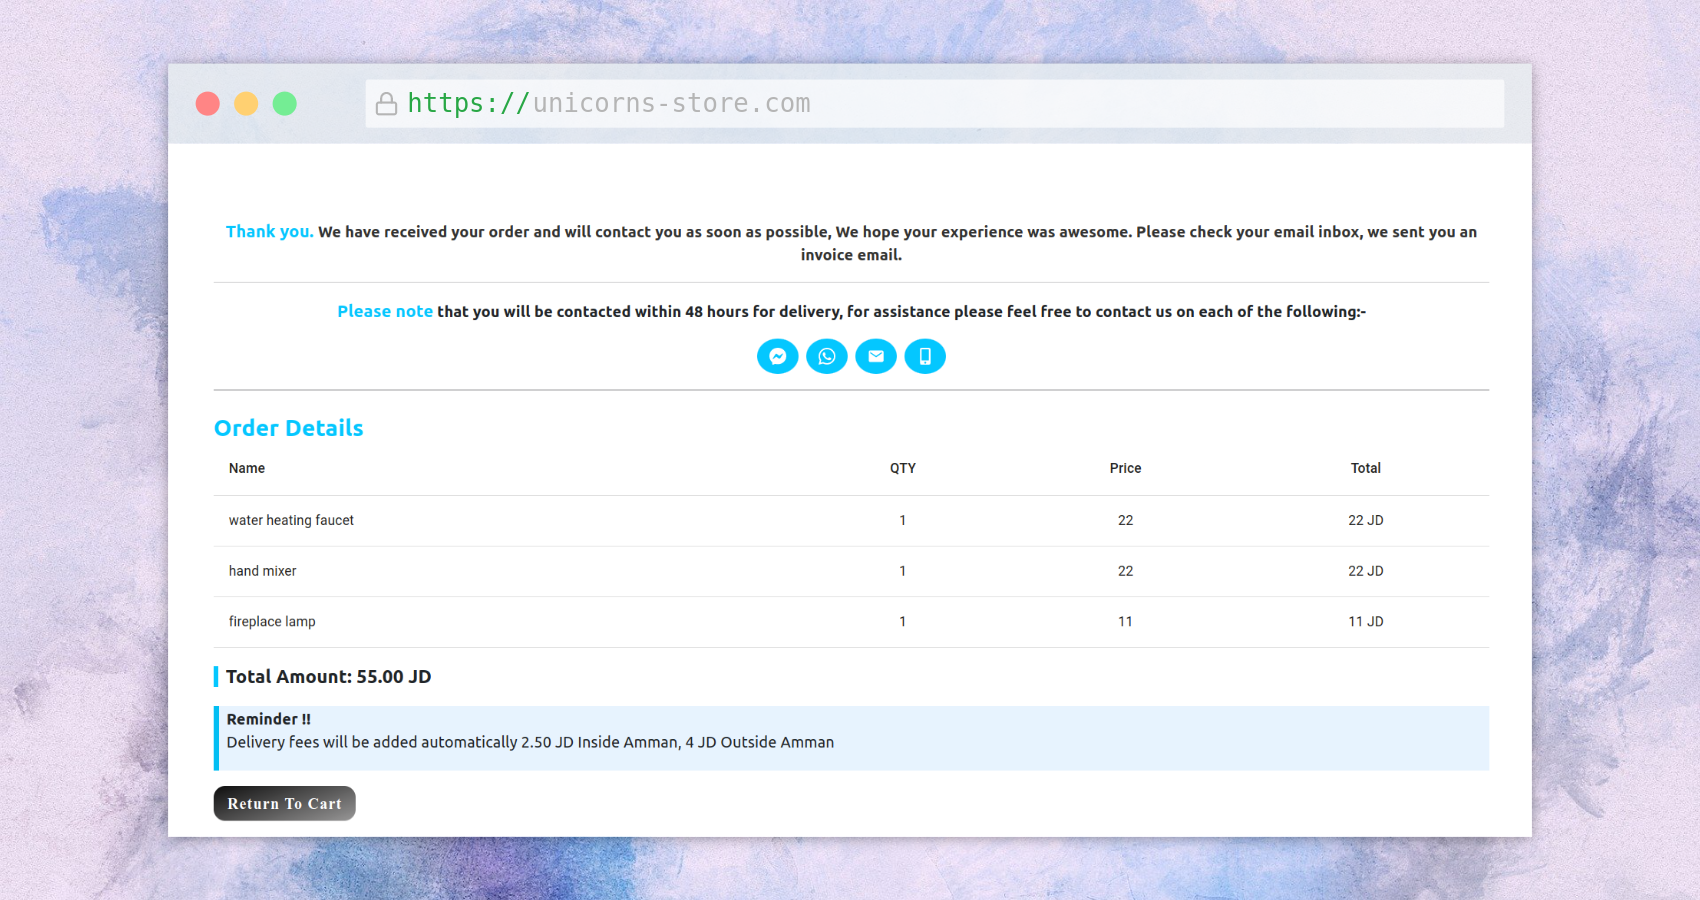 https://unicorns-store.com
Thank you. We have received your order and will contact you as soon as possible, We hope your experience was awesome. Please check your email inbox, we sent you an
invoice email.
Please note that you will be contacted within 48 hours for delivery, for assistance please feel free to contact us on each of the following:-
Order Details
Name QTY Price Total
water heating faucet 1 22 22 JD
hand mixer 1 22 22 JD
fireplace lamp 1 11 11 JD
Total Amount: 55.00 JD
Reminder !!
Delivery fees will be added automatically 2.50 JD Inside Amman, 4 JD Outside Amman
Return To Cart